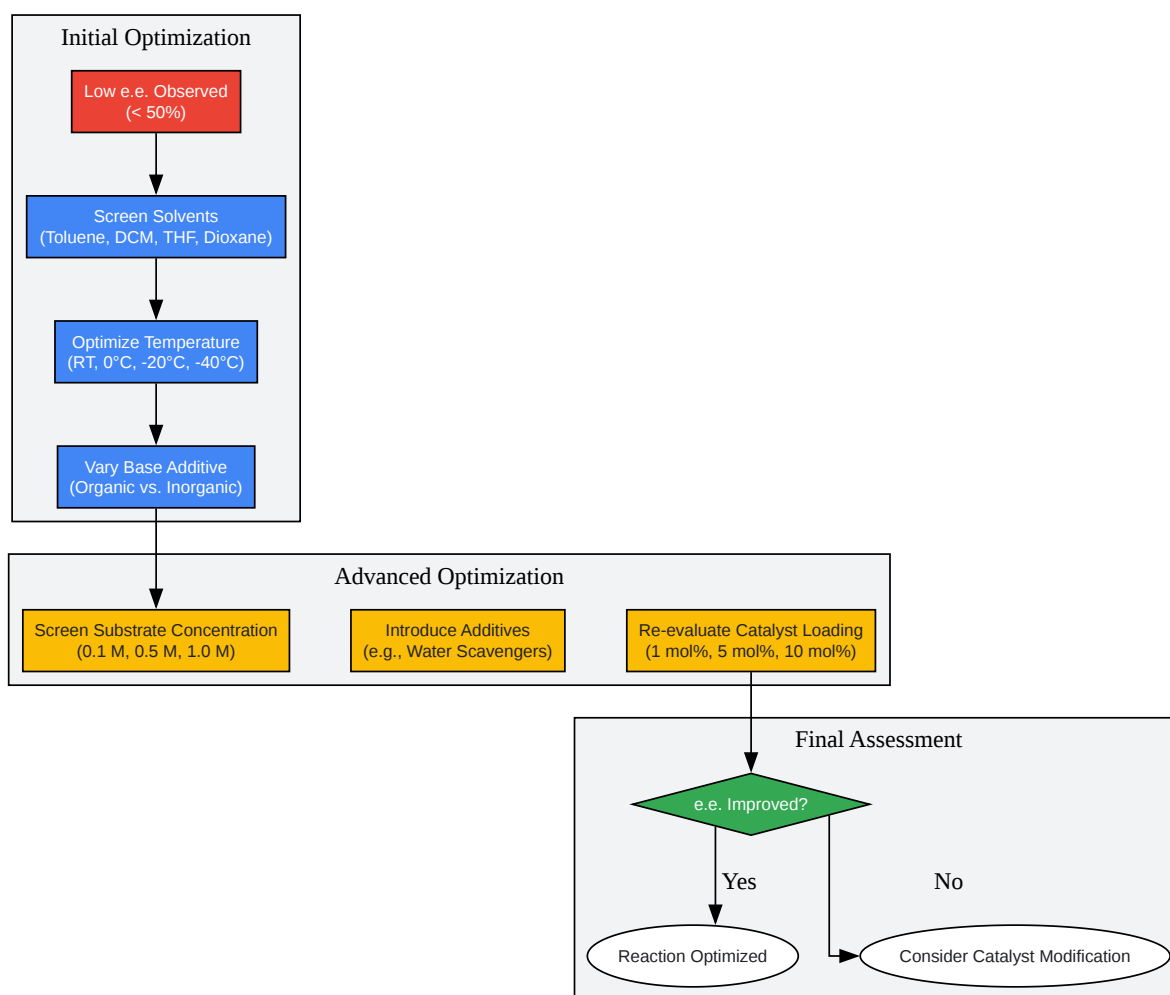 Initial Optimization
Low e.e. Observed
(< 50%)
Screen Solvents
(Toluene, DCM, THF, Dioxane)
Optimize Temperature
(RT, 0°C, -20°C, -40°C)
Vary Base Additive
(Organic vs. Inorganic)
Advanced Optimization
Screen Substrate Concentration
(0.1 M, 0.5 M, 1.0 M)
Introduce Additives
(e.g., Water Scavengers)
Re-evaluate Catalyst Loading
(1 mol%, 5 mol%, 10 mol%)
Final Assessment
e.e. Improved?
Yes
No
Reaction Optimized
Consider Catalyst Modification